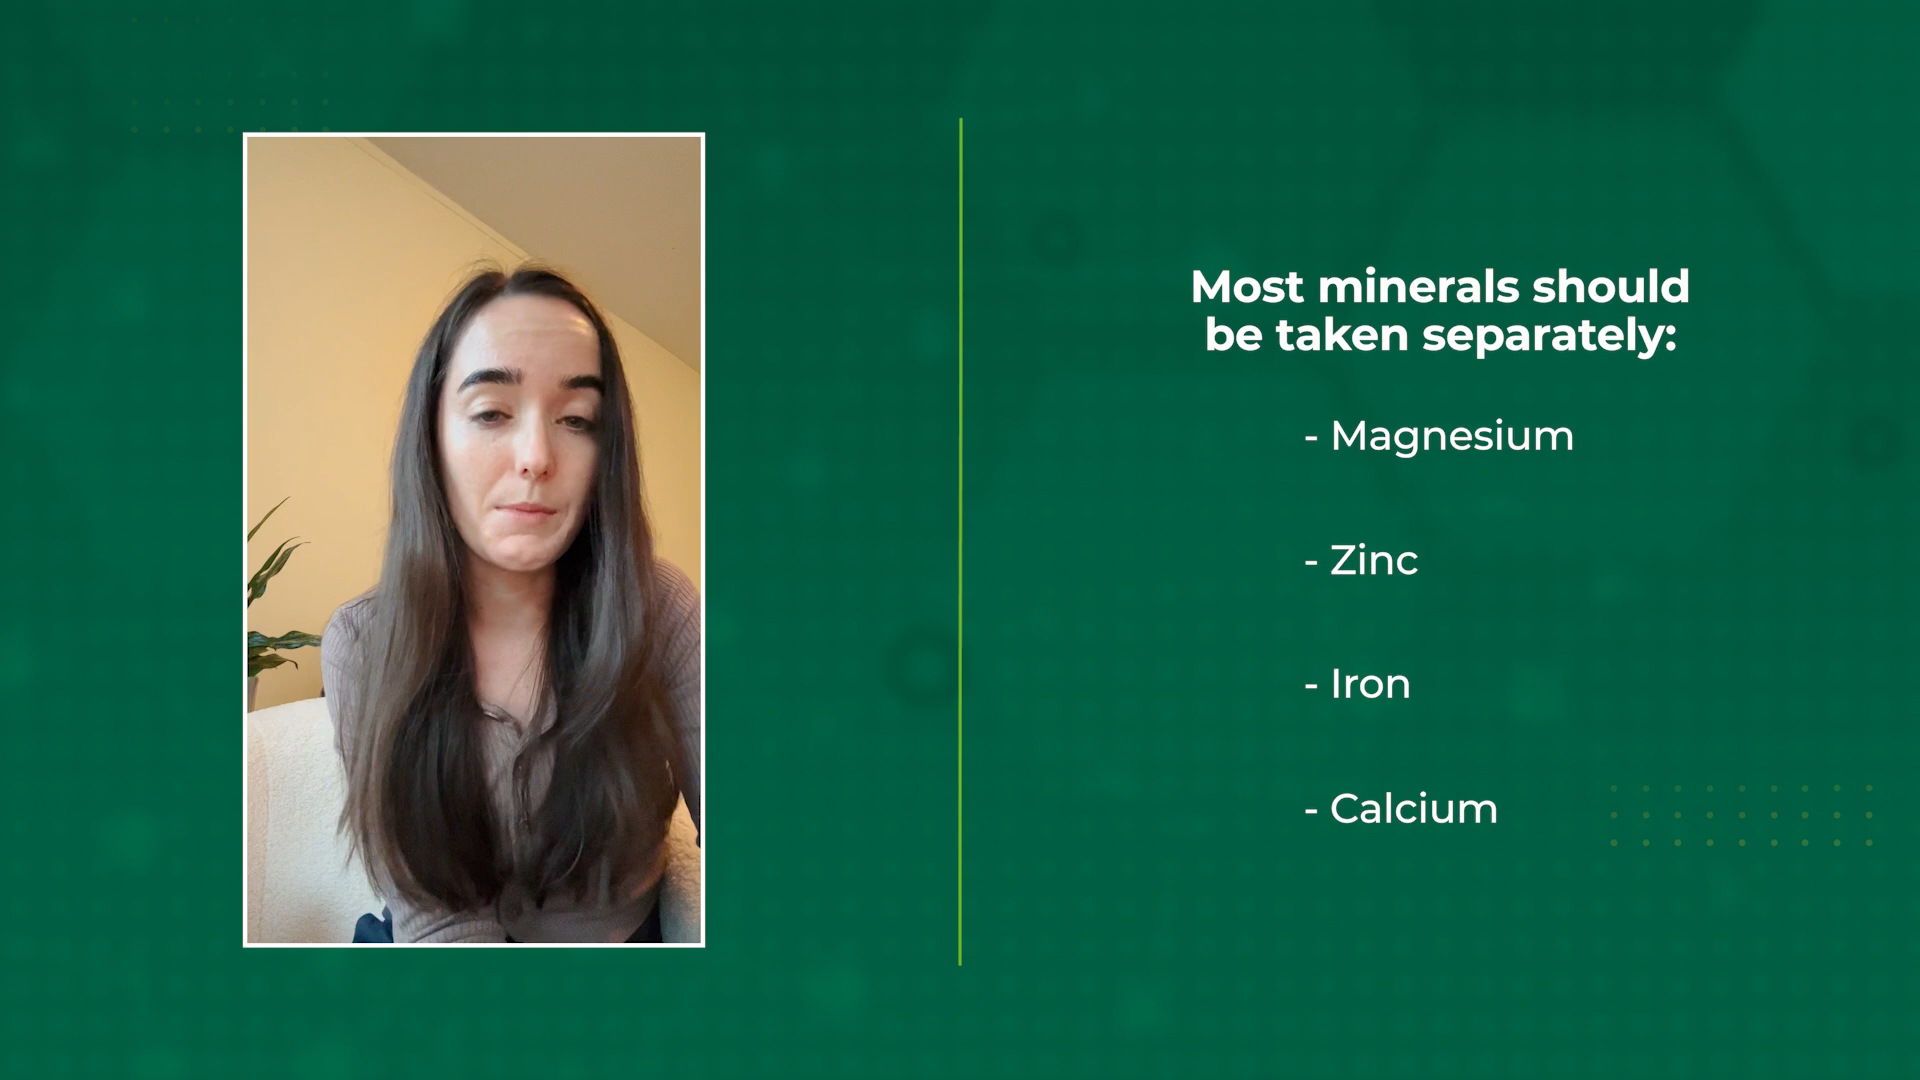 Most minerals should
be taken separately:
- Magnesium
- Zinc
- Iron
- Calcium